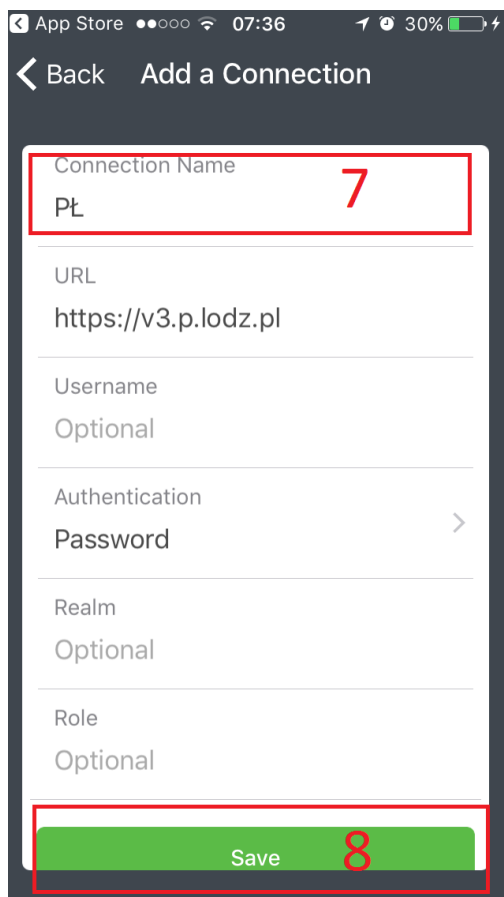 App Store 07:36 30%
Back Add a Connection
Connection Name
7
PŁ
URL
https://v3.p.lodz.pl
Username
Optional
Authentication
Password
Realm
Optional
Role
Optional
Save 8